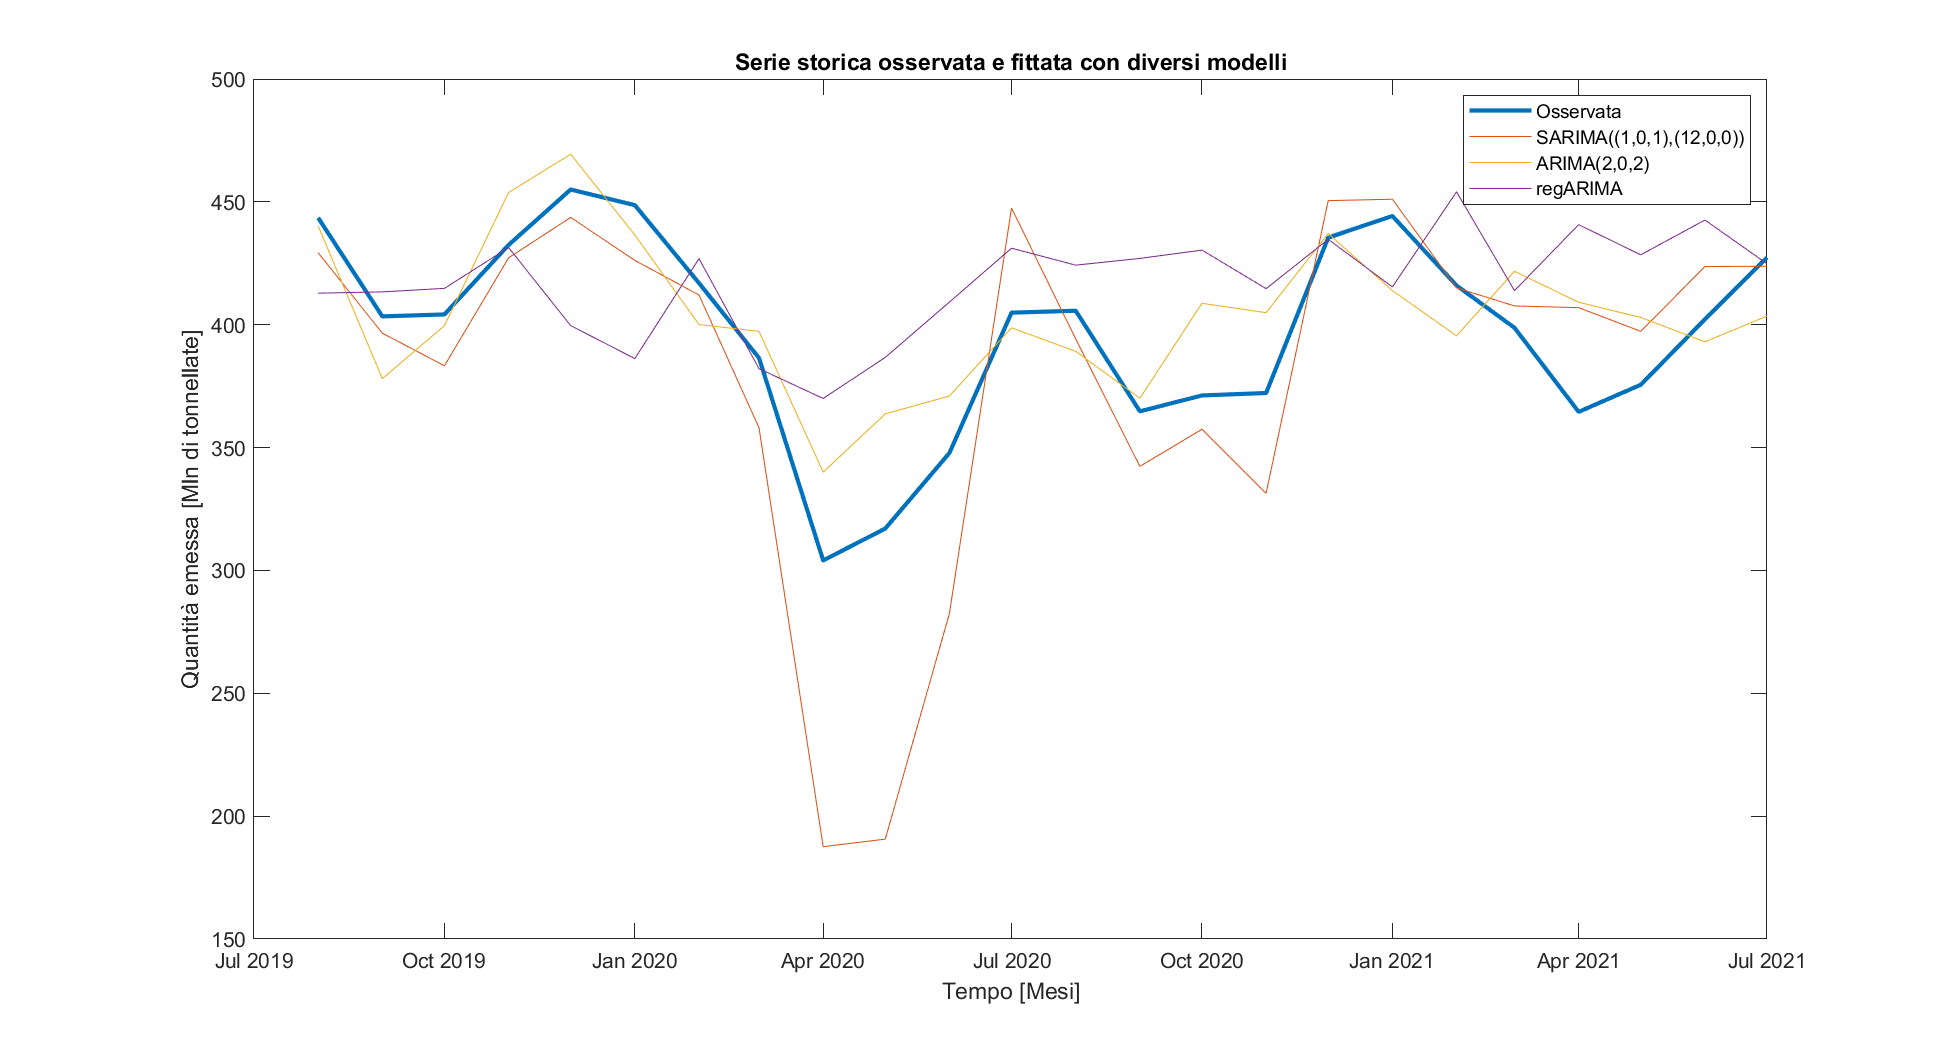 Serie storica osservata e fittata con diversi modelli
500
450
400
350
300
250
200
150
Quantità emessa [Mln di tonnellate]
Osservata
SARIMA((1,0,1),(12,0,0))
ARIMA(2,0,2)
regARIMA
Jul 2019 Oct 2019 Jan 2020 Apr 2020 Jul 2020 Oct 2020 Jan 2021 Apr 2021 Jul 2021
Tempo [Mesi]